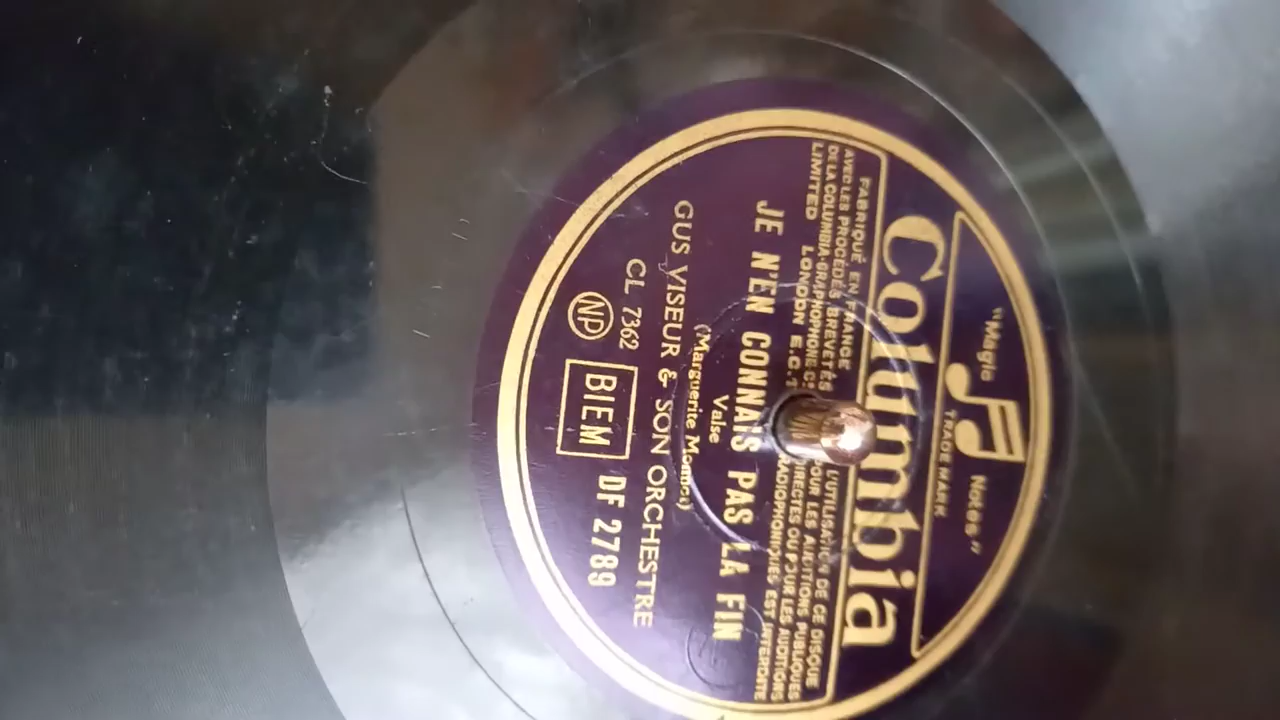 "Magic Notes"
TRADE MARK
Columbia
FABRIQUÉ EN FRANCE
AVEC LES PROCÉDÉS BREVETÉS
DE LA COLUMBIA-GRAPHOPHONE Cº
LIMITED LONDON E.C.1
L'UTILISATION DE CE DISQUE
POUR LES AUDITIONS PUBLIQUES
DIRECTES OU POUR LES AUDITIONS
RADIOPHONIQUES EST INTERDITE
JE N'EN CONNAIS PAS LA FIN
Valse
(Marguerite Monnot)
GUS VISEUR & SON ORCHESTRE
CL 7362
NP
BIEM
DF 2789